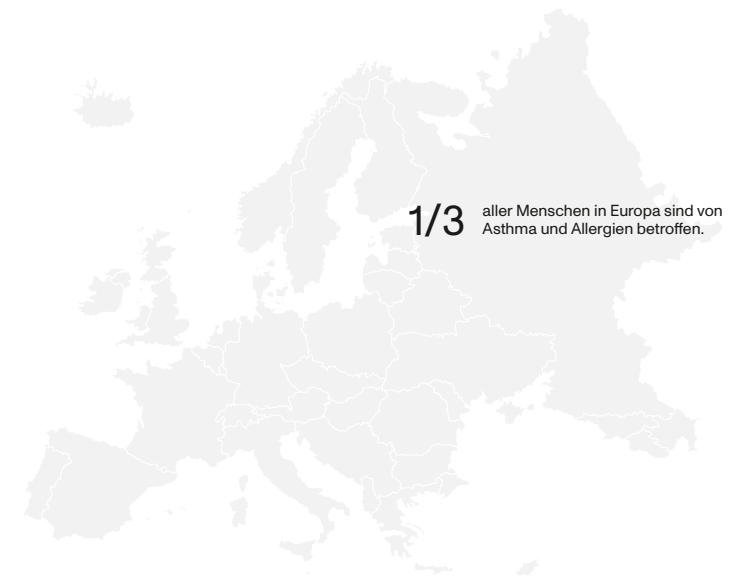 1/3
aller Menschen in Europa sind von
Asthma und Allergien betroffen.